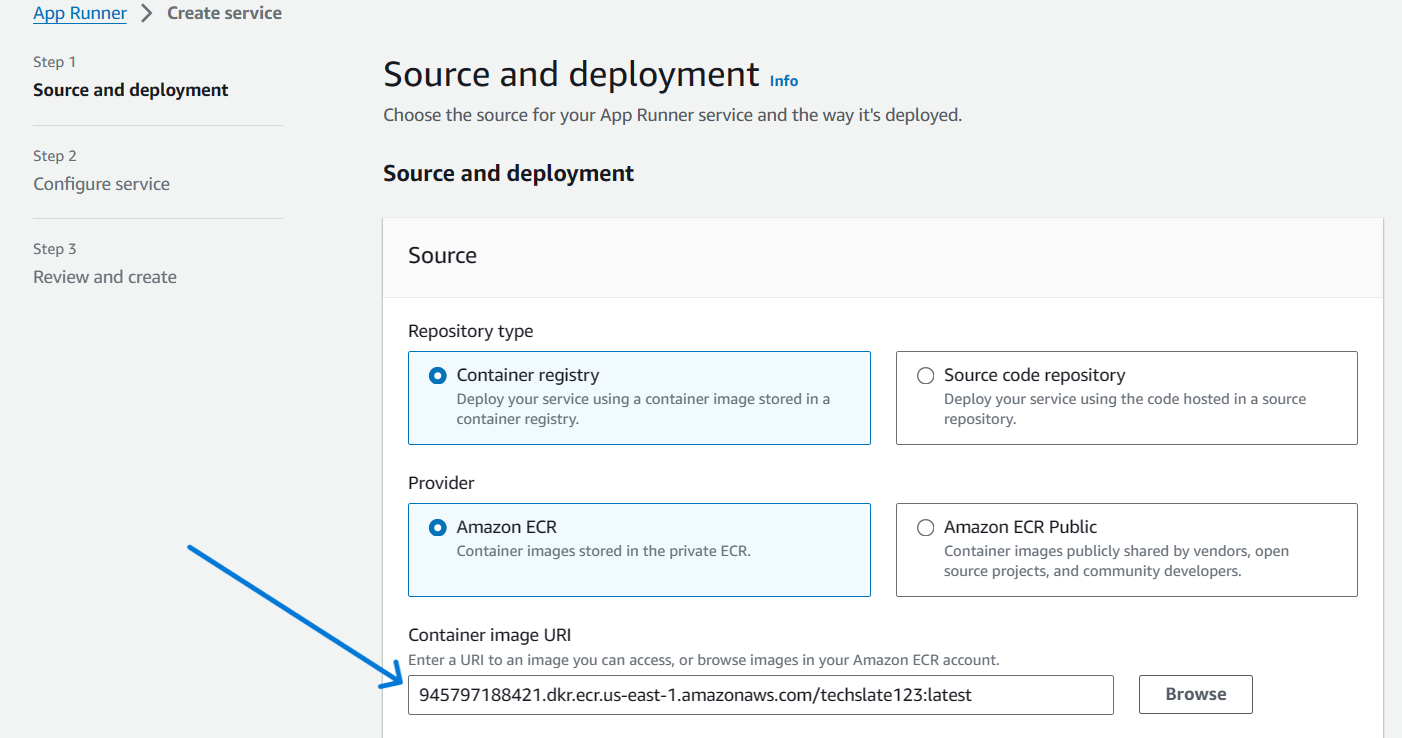 App Runner > Create service
Step 1
Source and deployment
Step 2
Configure service
Step 3
Review and create
Source and deployment Info
Choose the source for your App Runner service and the way it's deployed.
Source and deployment
Source
Repository type
Container registry
Deploy your service using a container image stored in a
container registry.
Source code repository
Deploy your service using the code hosted in a source
repository.
Provider
Amazon ECR
Container images stored in the private ECR.
Amazon ECR Public
Container images publicly shared by vendors, open
source projects, and community developers.
Container image URI
Enter a URI to an image you can access, or browse images in your Amazon ECR account.
945797188421.dkr.ecr.us-east-1.amazonaws.com/techslate123:latest
Browse